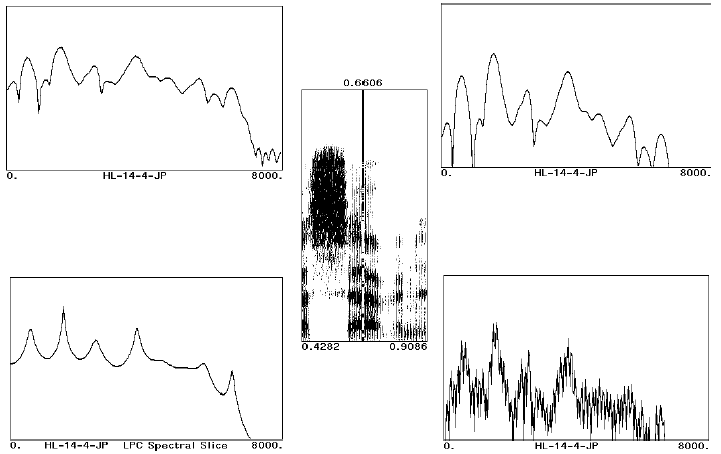 0. HL-14-4-JP 8000.
0.6606
0.4282 0.9086
0. HL-14-4-JP 8000.
0. HL-14-4-JP LPC Spectral Slice 8000.
0. HL-14-4-JP 8000.